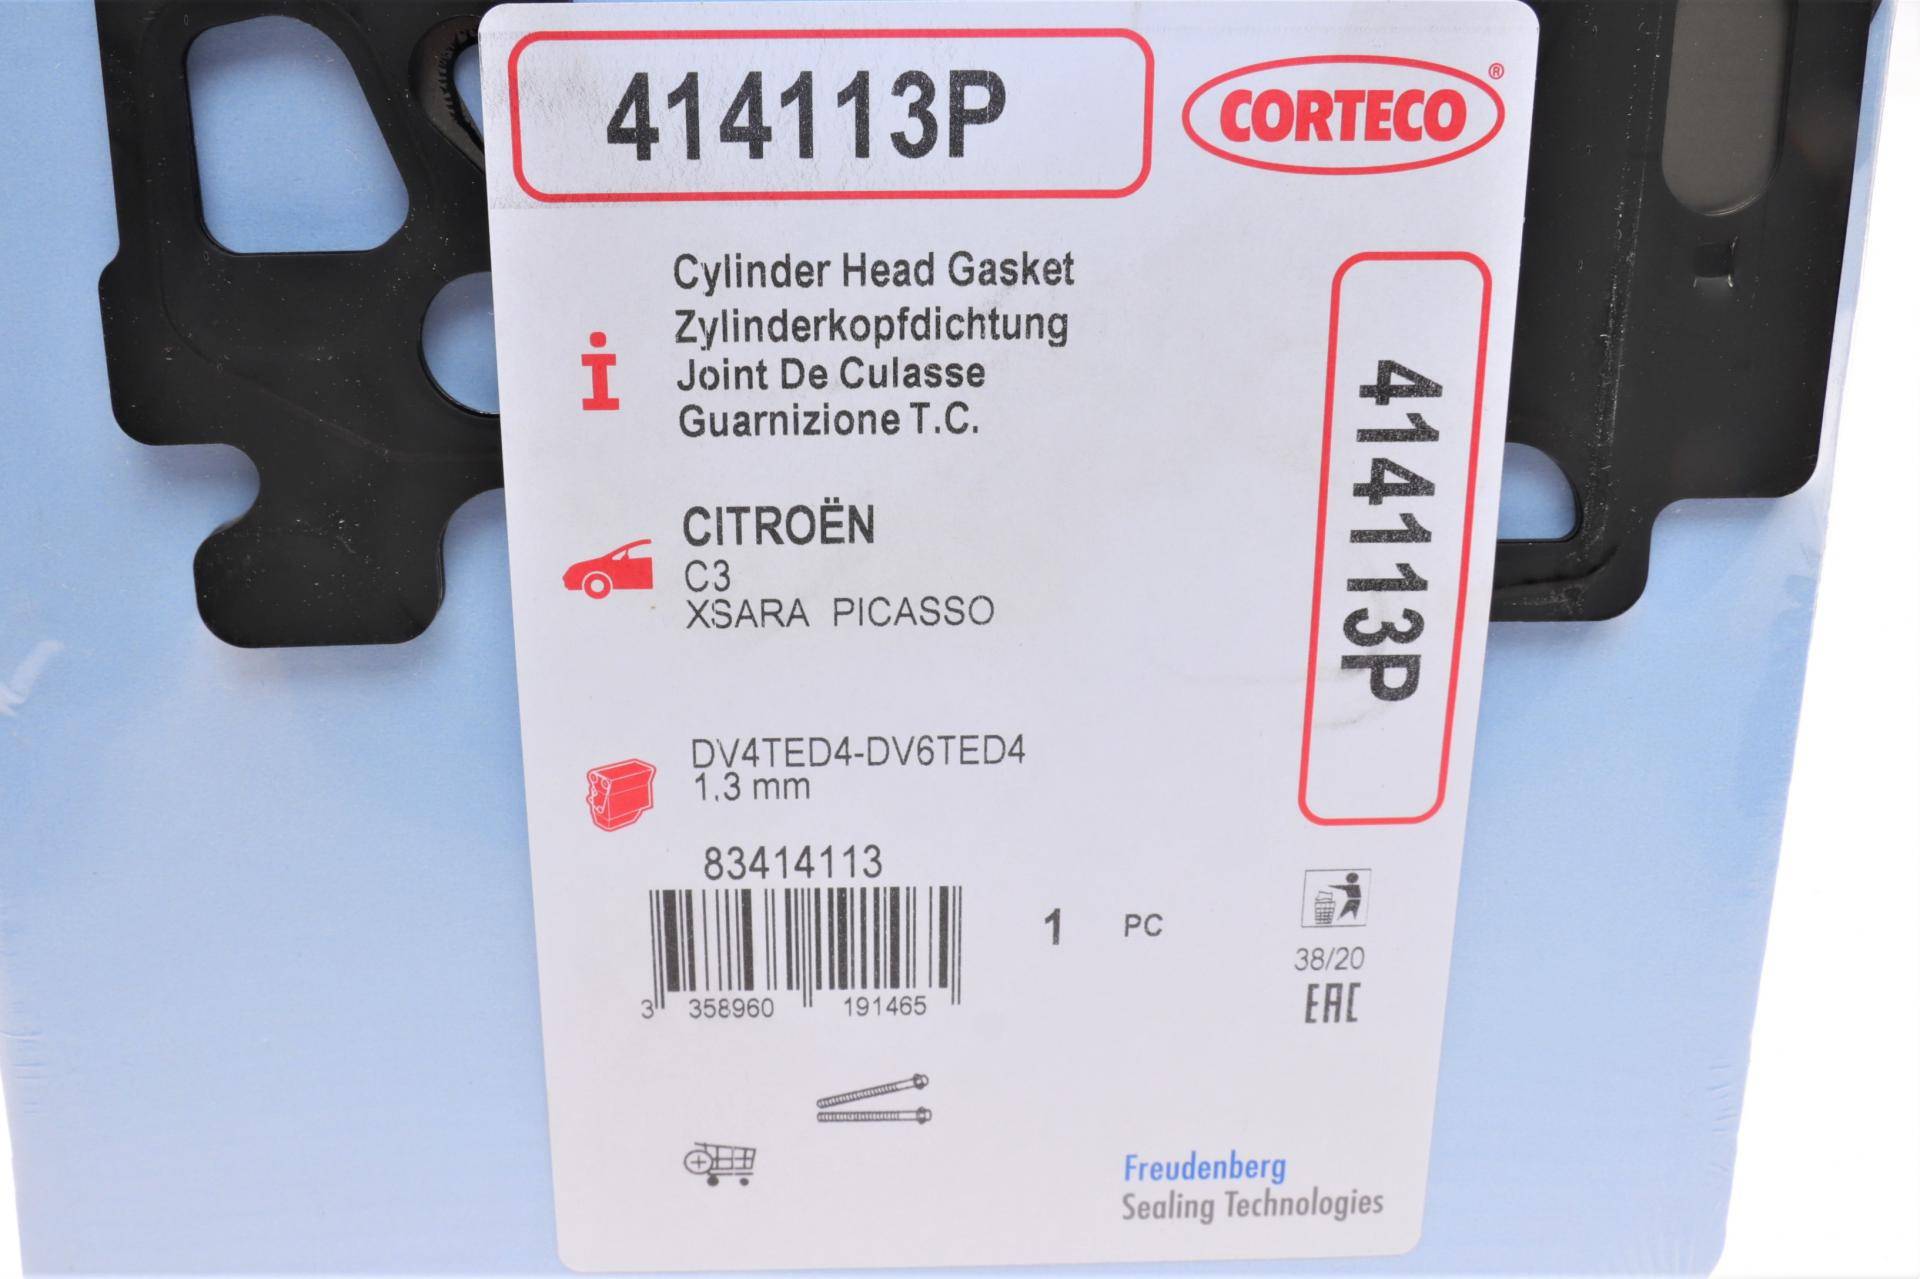 414113P
CORTECO®
Cylinder Head Gasket
Zylinderkopfdichtung
Joint De Culasse
Guarnizione T.C.
414113P
CITROËN
C3
XSARA PICASSO
DV4TED4-DV6TED4
1,3 mm
83414113
1 PC
3 358960 191465
38/20
EAC
Freudenberg
Sealing Technologies